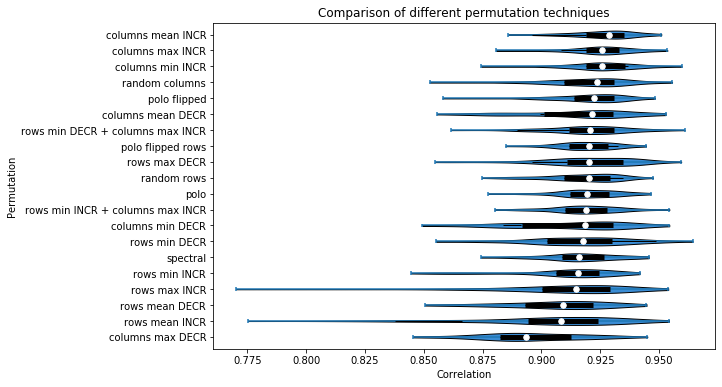 Comparison of different permutation techniques
Permutation
columns mean INCR
columns max INCR
columns min INCR
random columns
polo flipped
columns mean DECR
rows min DECR + columns max INCR
polo flipped rows
rows max DECR
random rows
polo
rows min INCR + columns max INCR
columns min DECR
rows min DECR
spectral
rows min INCR
rows max INCR
rows mean DECR
rows mean INCR
columns max DECR
0.775 0.800 0.825 0.850 0.875 0.900 0.925 0.950
Correlation